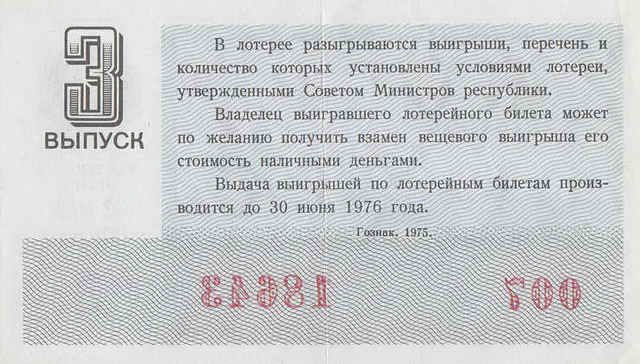 3
ВЫПУСК
В лотерее разыгрываются выигрыши, перечень и
количество которых установлены условиями лотереи,
утвержденными Советом Министров республики.
Владелец выигравшего лотерейного билета может
по желанию получить взамен вещевого выигрыша его
стоимость наличными деньгами.
Выдача выигрышей по лотерейным билетам произ-
водится до 30 июня 1976 года.
Гознак. 1975.
007 18643